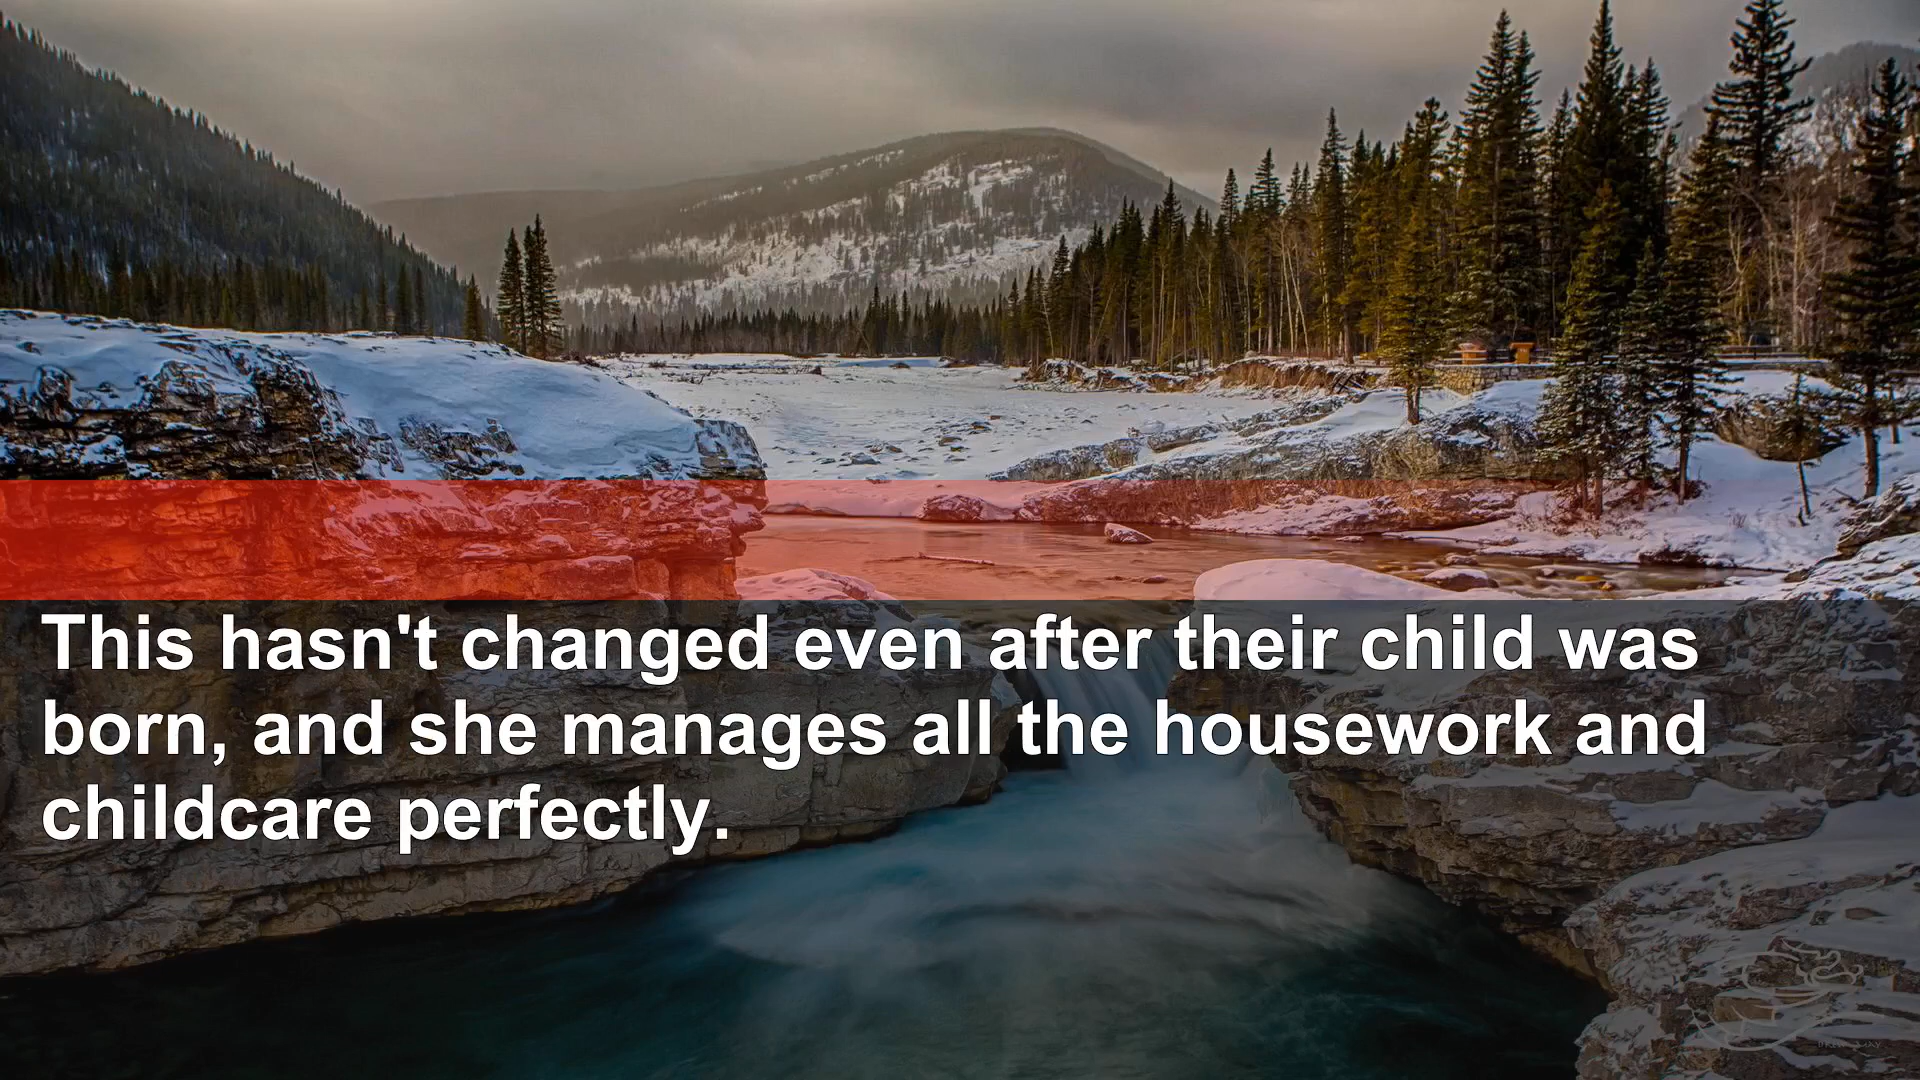 This hasn't changed even after their child was
born, and she manages all the housework and
childcare perfectly.